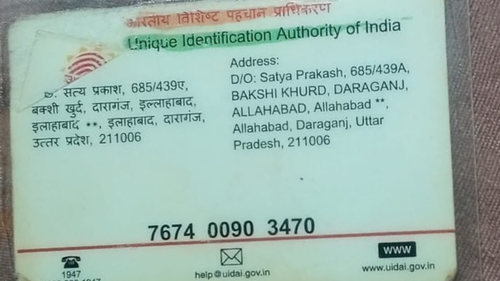 भारतीय विशिष्ट पहचान प्राधिकरण
Unique Identification Authority of India
सत्य प्रकाश, 685/439ए,
बक्शी खुर्द, दारागंज, इल्लाहाबाद,
इलाहाबाद **, इलाहाबाद, दारागंज,
उत्तर प्रदेश, 211006
Address:
D/O: Satya Prakash, 685/439A,
BAKSHI KHURD, DARAGANJ,
ALLAHABAD, Allahabad **,
Allahabad, Daraganj, Uttar
Pradesh, 211006
7674 0090 3470
1947
help@uidai.gov.in
www
www.uidai.gov.in